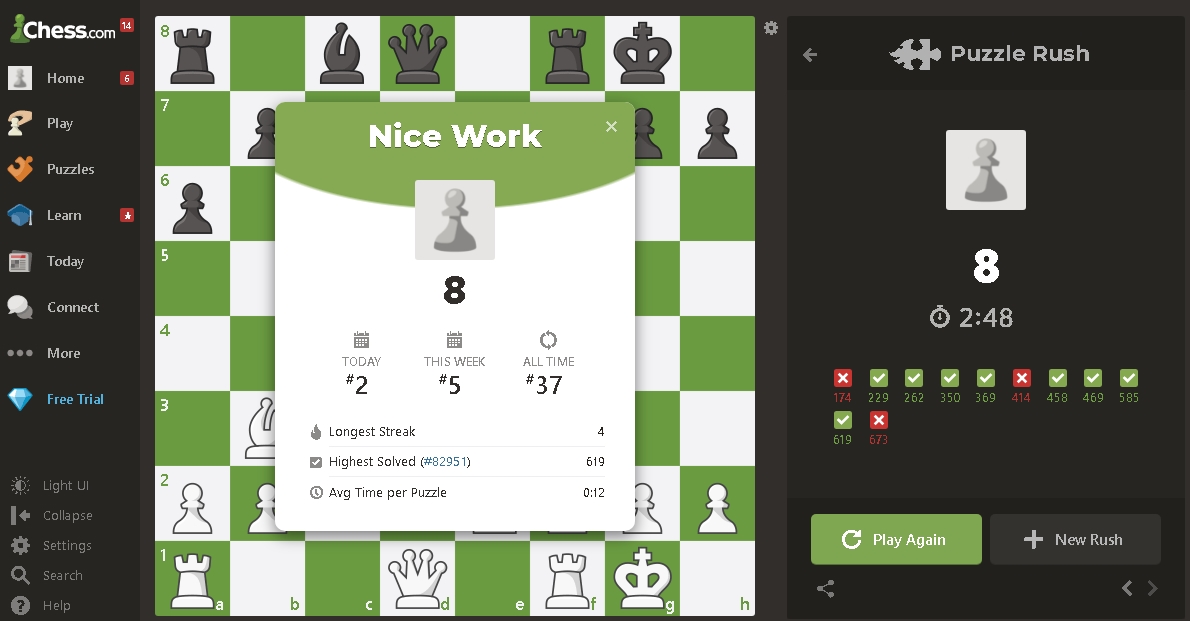 Chess.com 14
Home 6
Play
Puzzles
Learn
Today
Connect
More
Free Trial
Light UI
Collapse
Settings
Search
Help
8
7
6
5
4
3
2
1
a b c d e f g h
Nice Work
8
TODAY THIS WEEK ALL TIME
#2 #5 #37
Longest Streak 4
Highest Solved (#82951) 619
Avg Time per Puzzle 0:12
Puzzle Rush
8
2:48
174 229 262 350 369 414 458 469 585
619 673
Play Again
New Rush